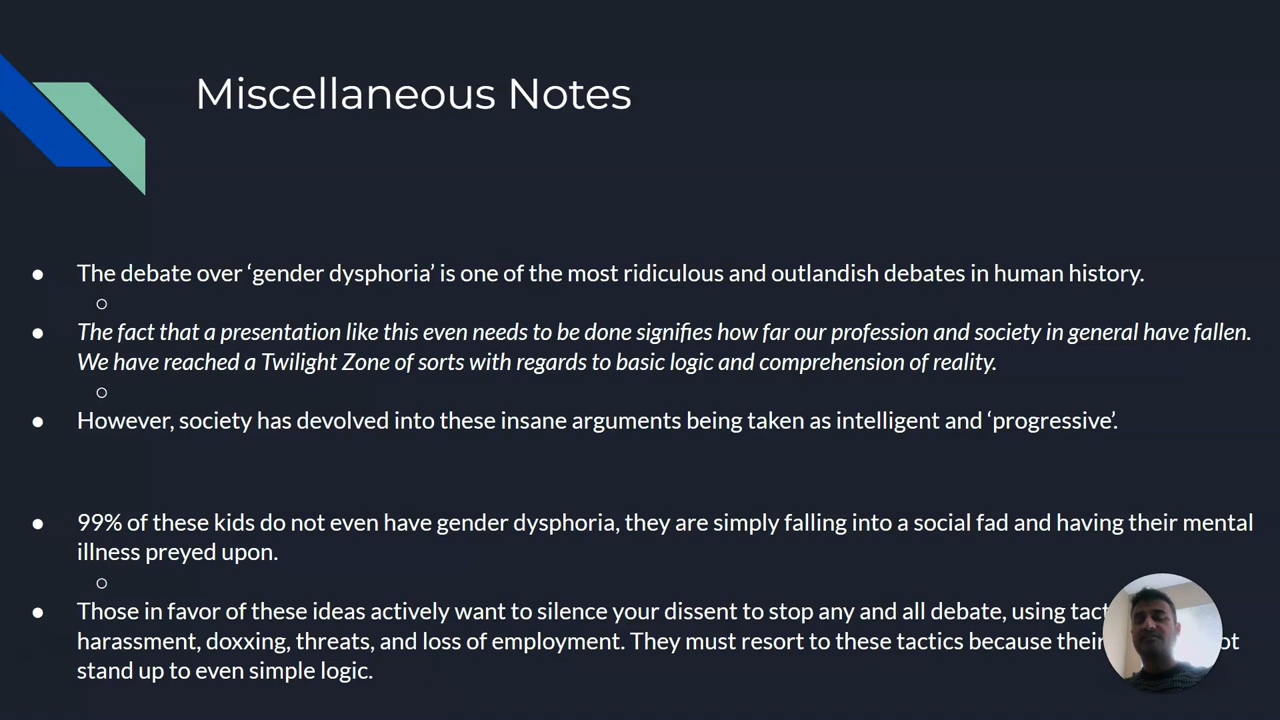 Miscellaneous Notes
The debate over ‘gender dysphoria’ is one of the most ridiculous and outlandish debates in human history.
The fact that a presentation like this even needs to be done signifies how far our profession and society in general have fallen.
We have reached a Twilight Zone of sorts with regards to basic logic and comprehension of reality.
However, society has devolved into these insane arguments being taken as intelligent and ‘progressive’.
99% of these kids do not even have gender dysphoria, they are simply falling into a social fad and having their mental
illness preyed upon.
Those in favor of these ideas actively want to silence your dissent to stop any and all debate, using
harassment, doxxing, threats, and loss of employment. They must resort to these tactics because their
stand up to even simple logic.